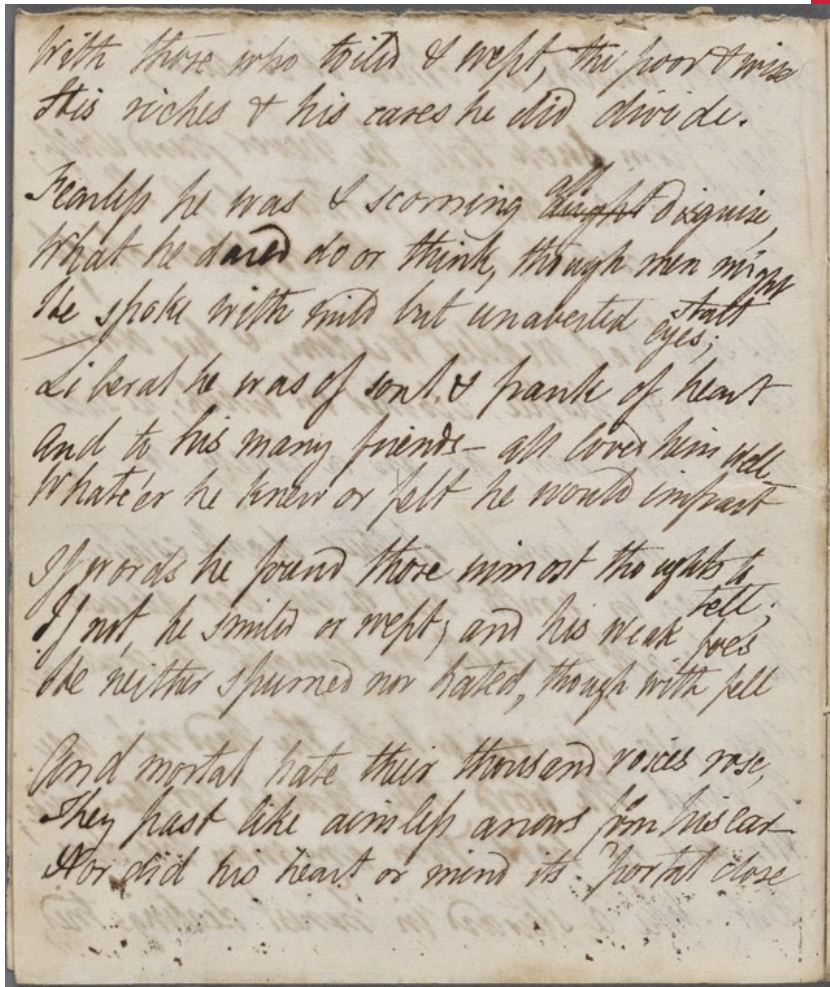 With those who toiled & wept, the poor & wise
His riches & his cares he did divide.
Fearless he was & scorning all aught disguise,
What he dared do or think, though men might
start
He spoke with mild but unaverted
eyes;
Liberal he was of soul & frank of heart
And to his many friends – all loved him well –
Whate'er he knew or felt he would impart
If words he found those inmost thoughts to
tell;
If not, he smiled or wept; and his weak foes
He neither spurned nor hated, though with fell
And mortal hate their thousand voices rose,
They past like aimless arrows from his ear –
Nor did his heart or mind its portal close